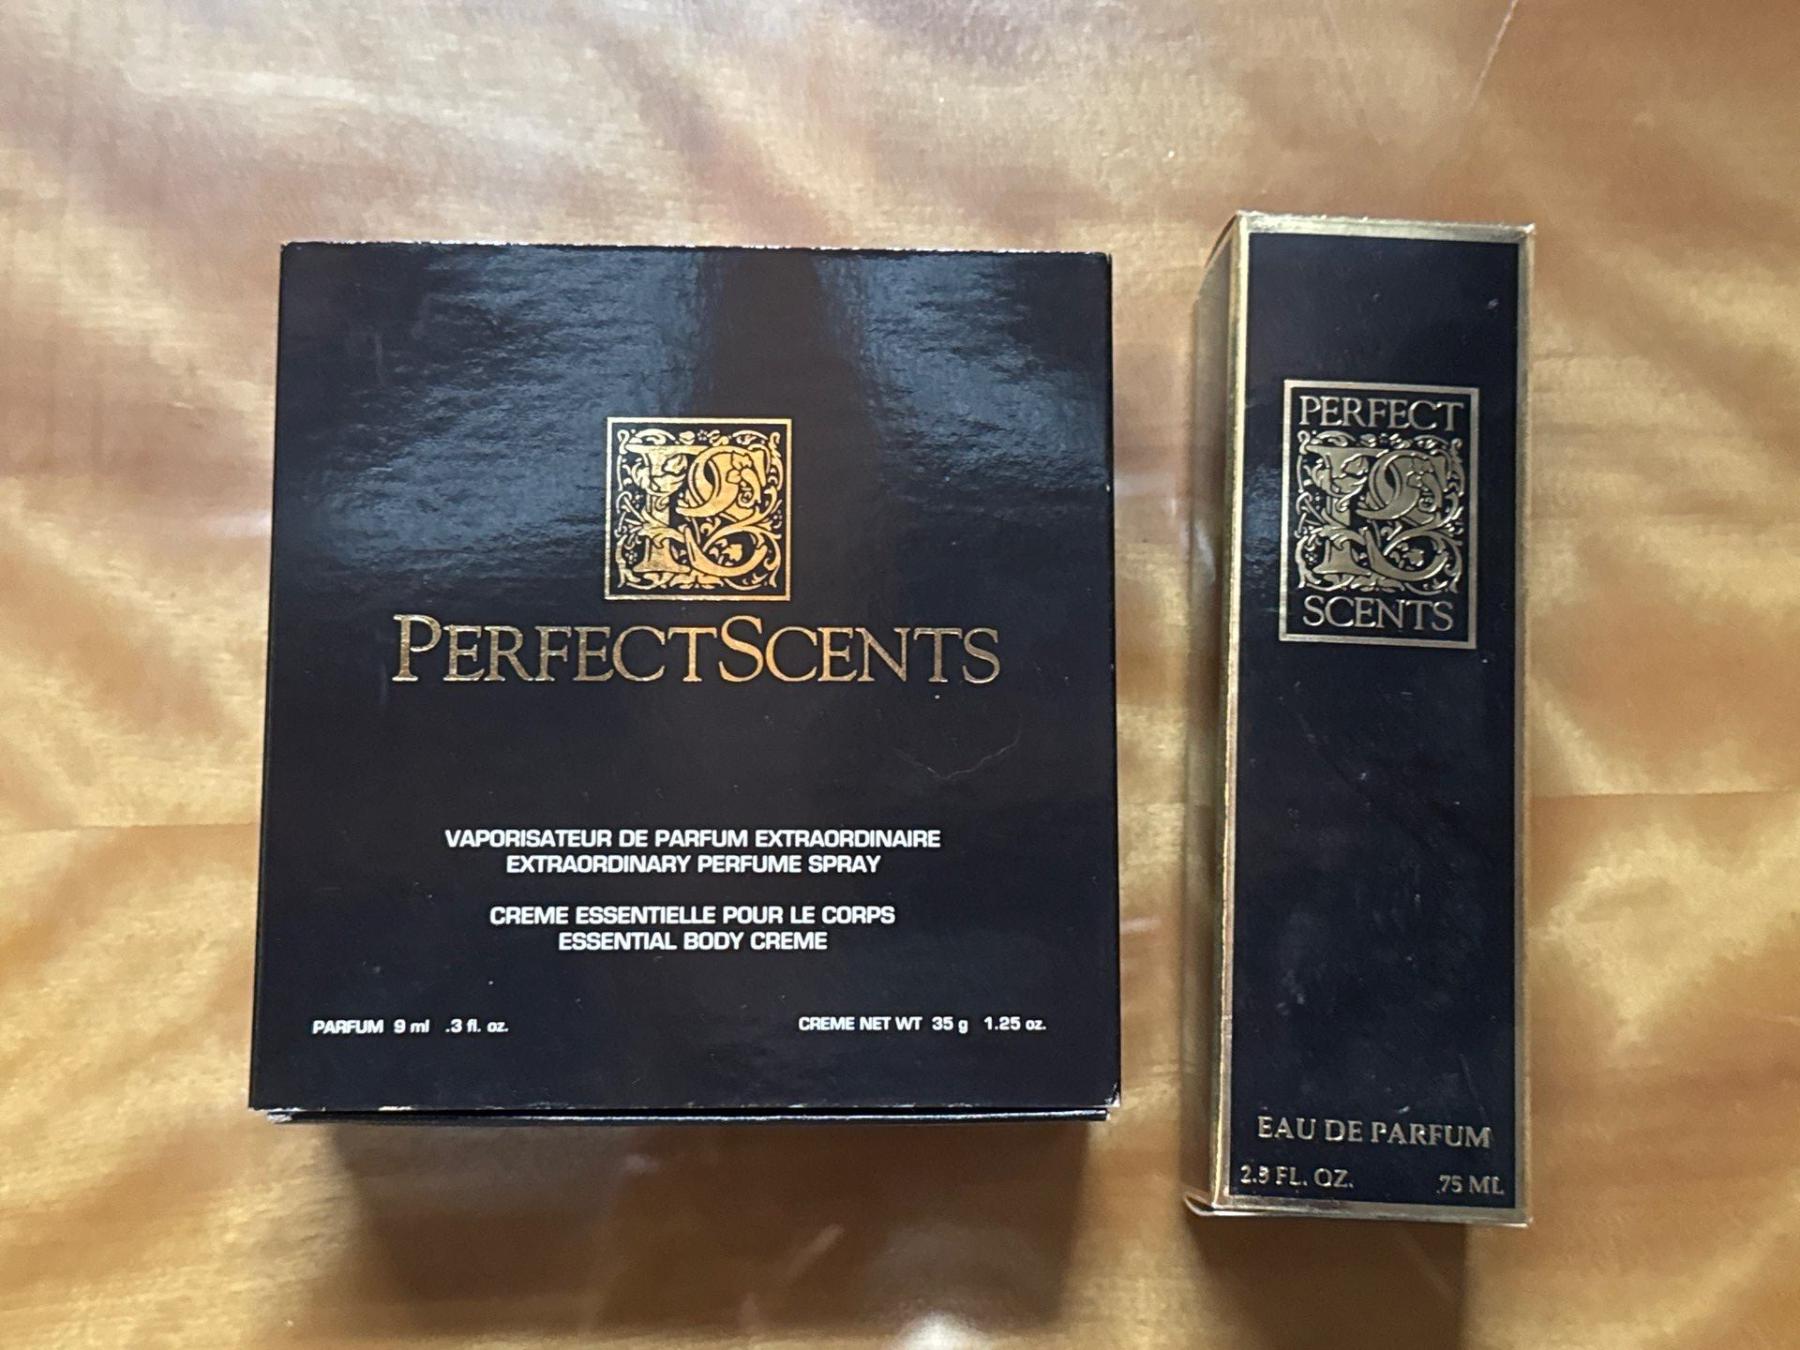 PERFECTSCENTS
VAPORISATEUR DE PARFUM EXTRAORDINAIRE
EXTRAORDINARY PERFUME SPRAY
CREME ESSENTIELLE POUR LE CORPS
ESSENTIAL BODY CREME
PARFUM 9 ml .3 fl. oz.
CREME NET WT 35 g 1.25 oz.
PERFECT
SCENTS
EAU DE PARFUM
2.5 FL. OZ. 75 ML